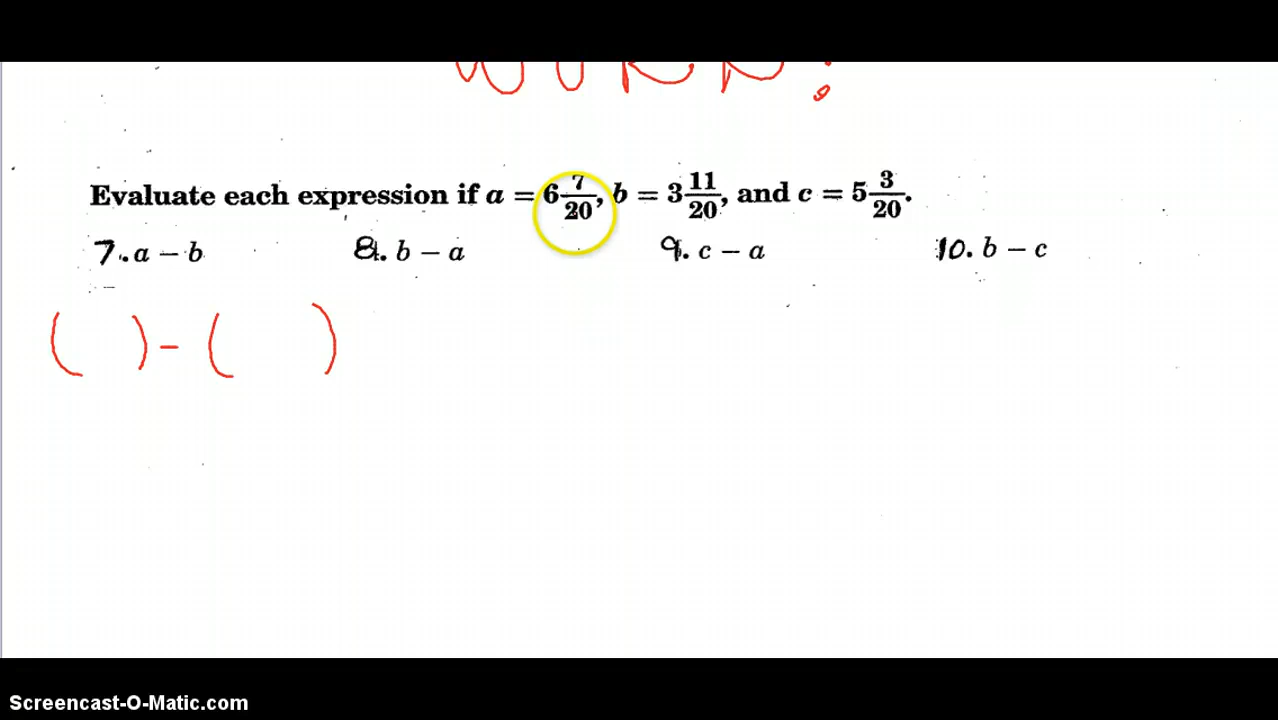 WORK!
Evaluate each expression if a = 6 7/20, b = 3 11/20, and c = 5 3/20.
7. a – b 8. b – a 9. c – a 10. b – c
( ) – ( )
Screencast-O-Matic.com